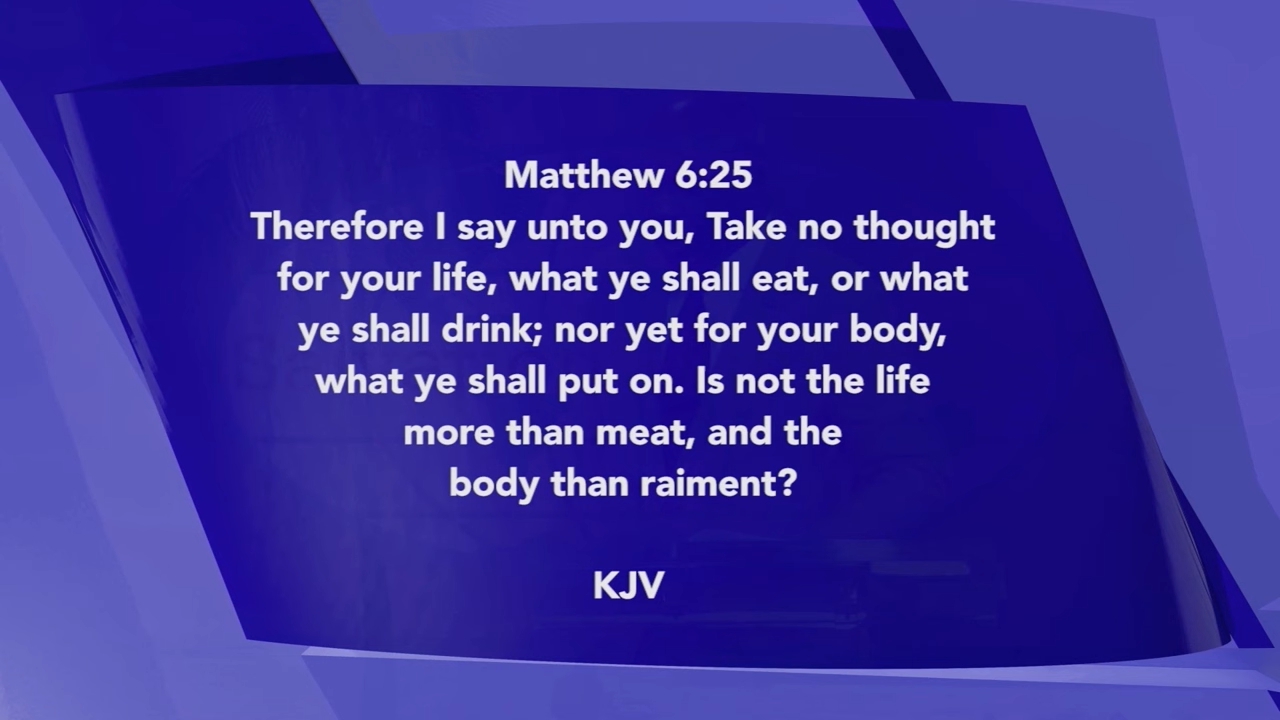 Matthew 6:25
Therefore I say unto you, Take no thought
for your life, what ye shall eat, or what
ye shall drink; nor yet for your body,
what ye shall put on. Is not the life
more than meat, and the
body than raiment?
KJV